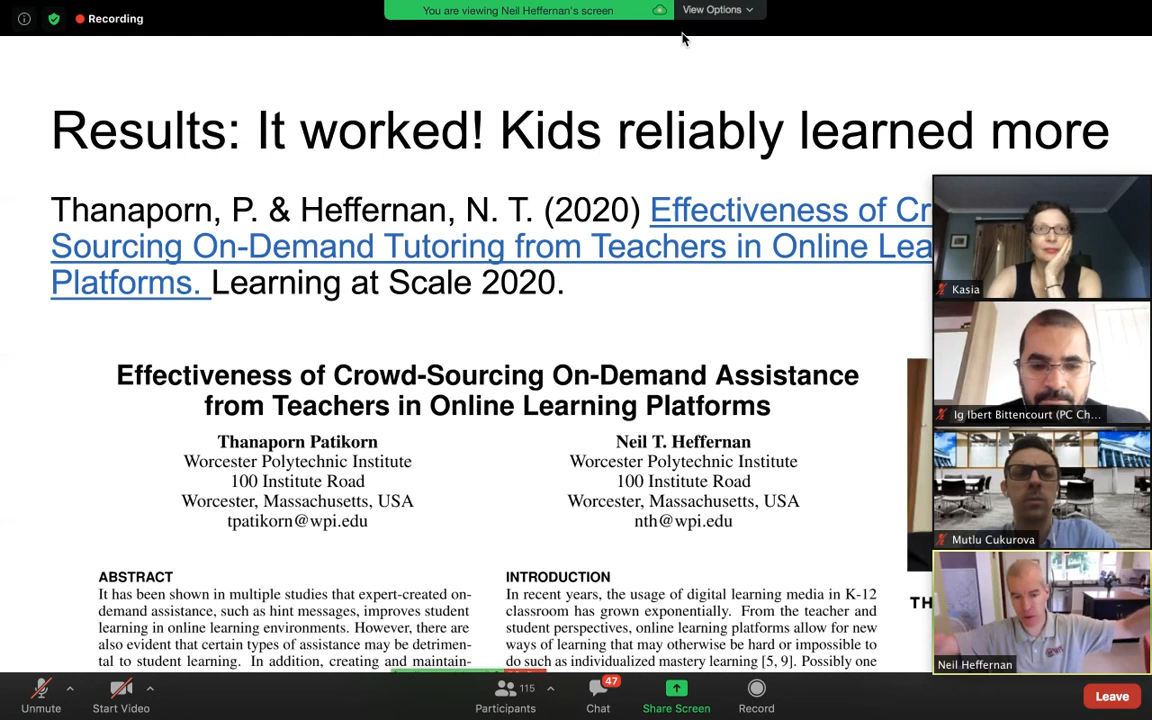 Recording
You are viewing Neil Heffernan's screen
View Options
Results: It worked! Kids reliably learned more
Thanaporn, P. & Heffernan, N. T. (2020) Effectiveness of Cr
Sourcing On-Demand Tutoring from Teachers in Online Lea
Platforms. Learning at Scale 2020.
Effectiveness of Crowd-Sourcing On-Demand Assistance
from Teachers in Online Learning Platforms
Thanaporn Patikorn
Worcester Polytechnic Institute
100 Institute Road
Worcester, Massachusetts, USA
tpatikorn@wpi.edu
Neil T. Heffernan
Worcester Polytechnic Institute
100 Institute Road
Worcester, Massachusetts, USA
nth@wpi.edu
ABSTRACT
It has been shown in multiple studies that expert-created on-
demand assistance, such as hint messages, improves student
learning in online learning environments. However, there are
also evident that certain types of assistance may be detrimen-
tal to student learning. In addition, creating and maintain-
INTRODUCTION
In recent years, the usage of digital learning media in K-12
classroom has grown exponentially. From the teacher and
student perspectives, online learning platforms allow for new
ways of learning that may otherwise be hard or impossible to
do such as individualized mastery learning [5, 9]. Possibly one
TH
Kasia
Ig Ibert Bittencourt (PC Ch...
Mutlu Cukurova
Neil Heffernan
Unmute
Start Video
115
Participants
47
Chat
Share Screen
Record
Leave